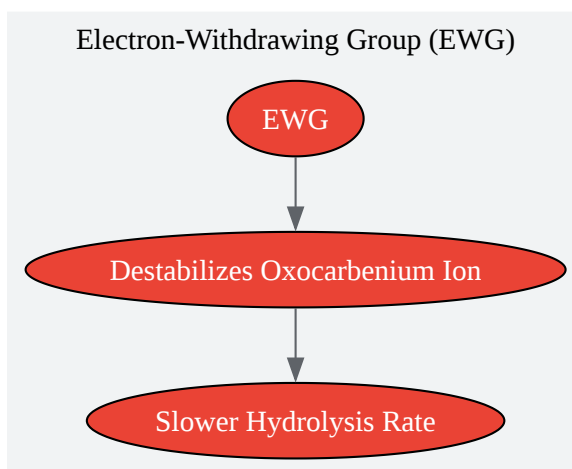 Electron-Withdrawing Group (EWG)
EWG
Destabilizes Oxocarbenium Ion
Slower Hydrolysis Rate